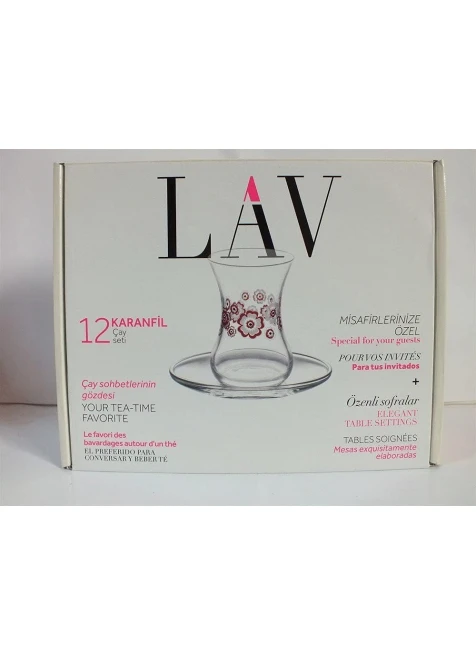 LAV
12 KARANFİL
Çay
seti
Çay sohbetlerinin
gözdesi
YOUR TEA-TIME
FAVORITE
Le favori des
bavardages autour d'un thé
EL PREFERIDO PARA
CONVERSAR Y BEBER TÉ
MİSAFİRLERİNİZE
ÖZEL
Special for your guests
POUR VOS INVITÉS
Para tus invitados
+
Özenli sofralar
ELEGANT
TABLE SETTINGS
TABLES SOIGNÉES
Mesas exquisitamente
elaboradas